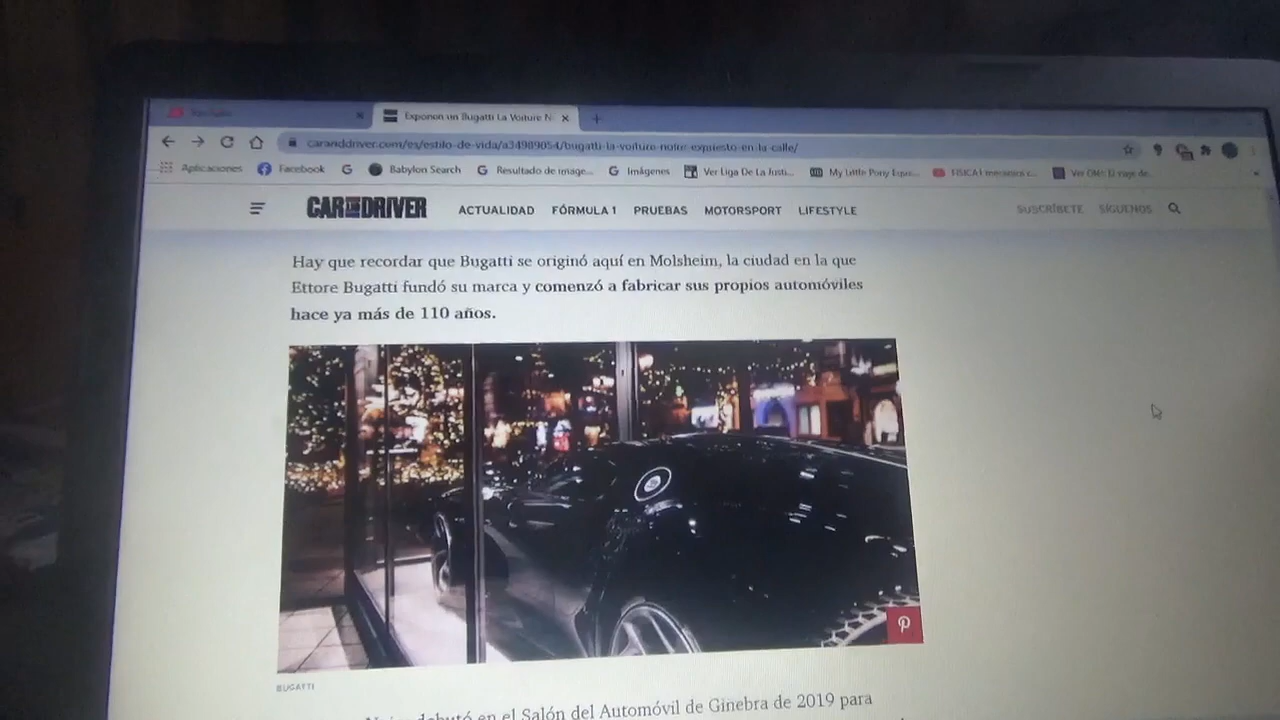 Exponen un Bugatti La Voiture N
caranddriver.com/es/estilo-de-vida/a34989054/bugatti-la-voiture-noire-expuesto-en-la-calle/
Aplicaciones Facebook Babylon Search Resultado de image... Imágenes Ver Liga De La Justi... My Little Pony Eques...
CAR AND DRIVER ACTUALIDAD FÓRMULA 1 PRUEBAS MOTORSPORT LIFESTYLE SUSCRÍBETE SÍGUENOS
Hay que recordar que Bugatti se originó aquí en Molsheim, la ciudad en la que
Ettore Bugatti fundó su marca y comenzó a fabricar sus propios automóviles
hace ya más de 110 años.
BUGATTI
debutó en el Salón del Automóvil de Ginebra de 2019 para